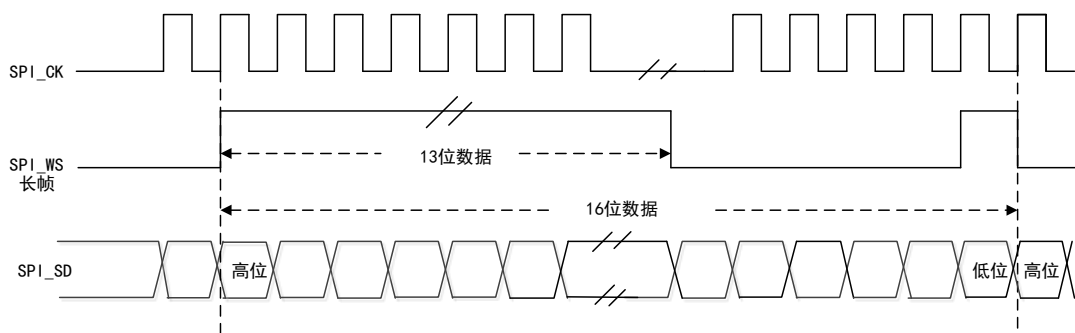 SPI_CK
SPI_WS
长帧
13位数据
16位数据
SPI_SD
高位
低位
高位